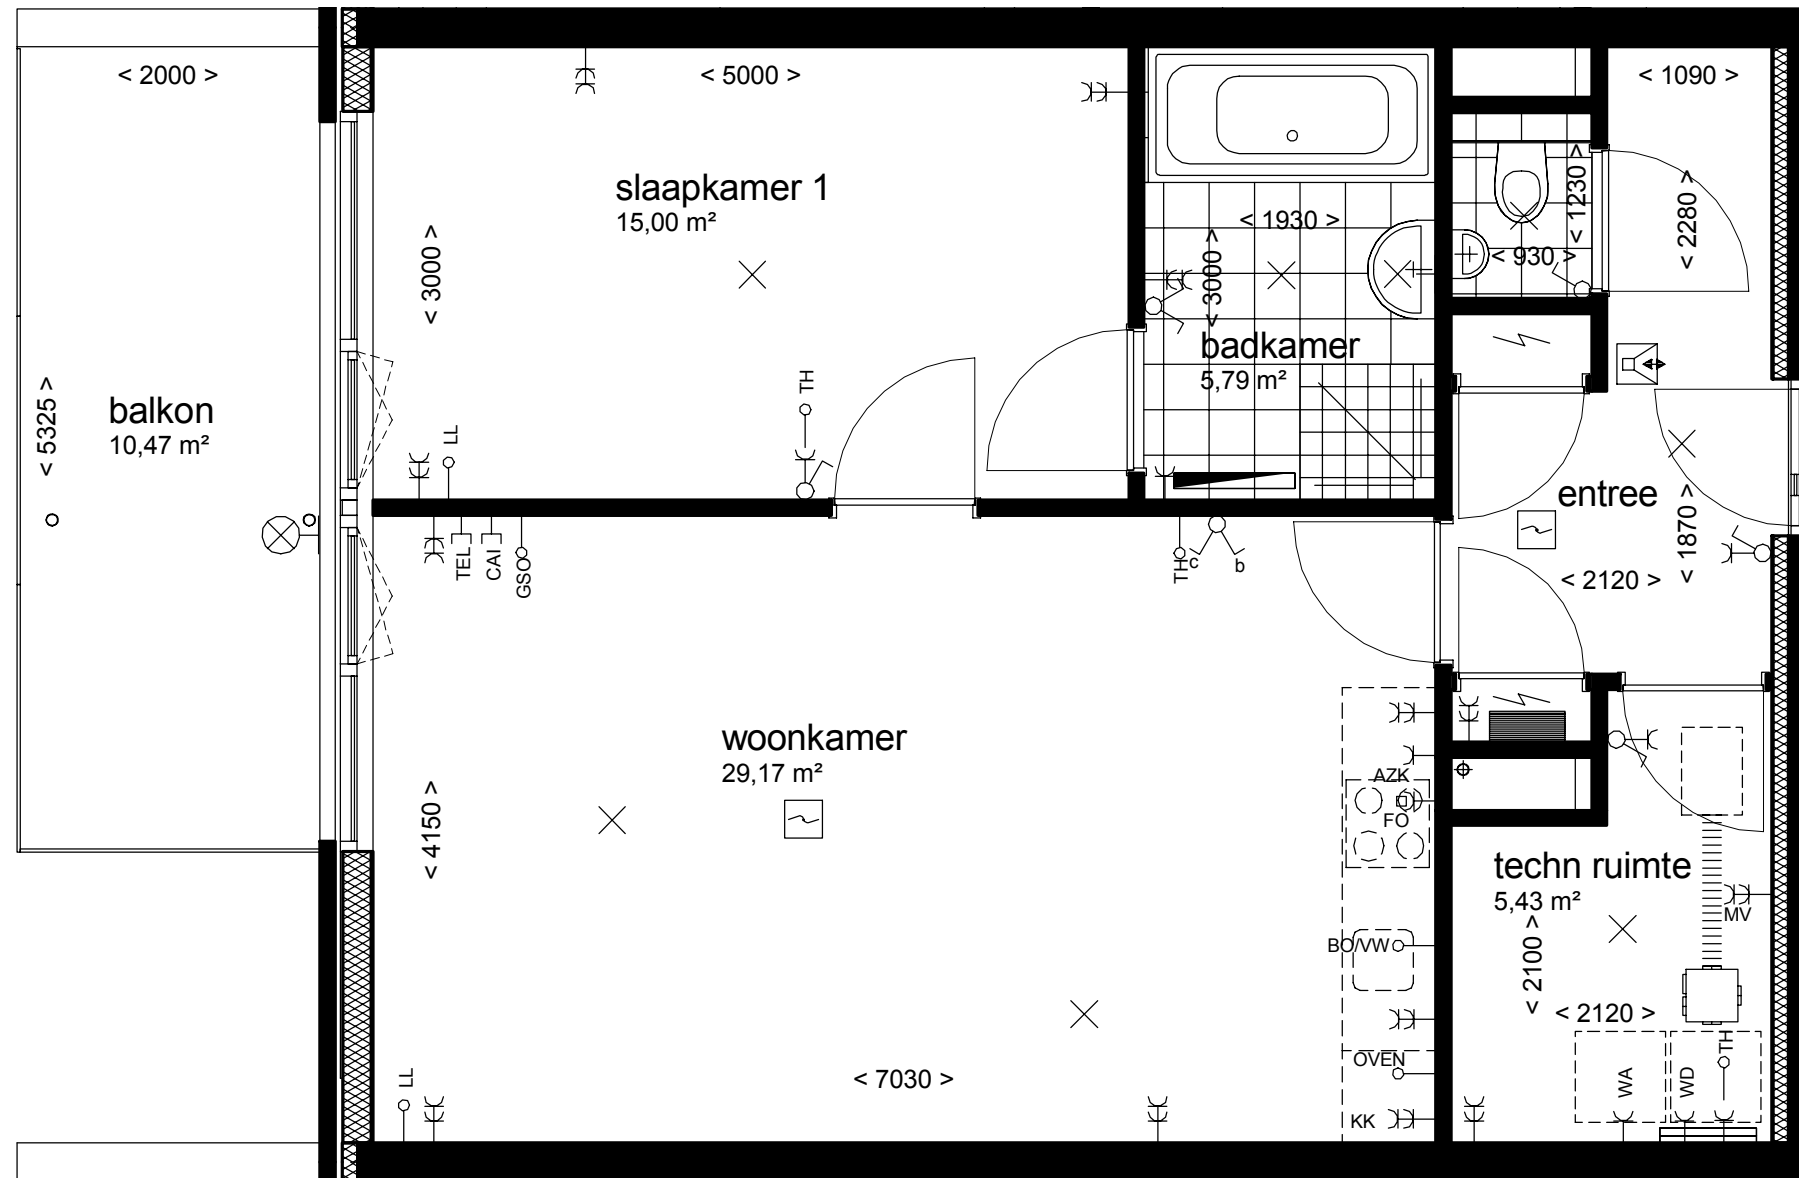 < 2000 >
< 5000 >
< 1090 >
slaapkamer 1
15,00 m²
< 1930 >
< 1230 >
< 2280 >
< 930 >
< 3000 >
< 3000 >
badkamer
5,79 m²
TH
LL
< 5325 >
balkon
10,47 m²
entree
< 1870 >
< 2120 >
TEL
CAI
GSO
TH
c
b
woonkamer
29,17 m²
< 4150 >
AZK
FO
techn ruimte
5,43 m²
MV
BO/VW
< 2100 >
< 2120 >
OVEN
TH
< 7030 >
LL
WA
WD
KK